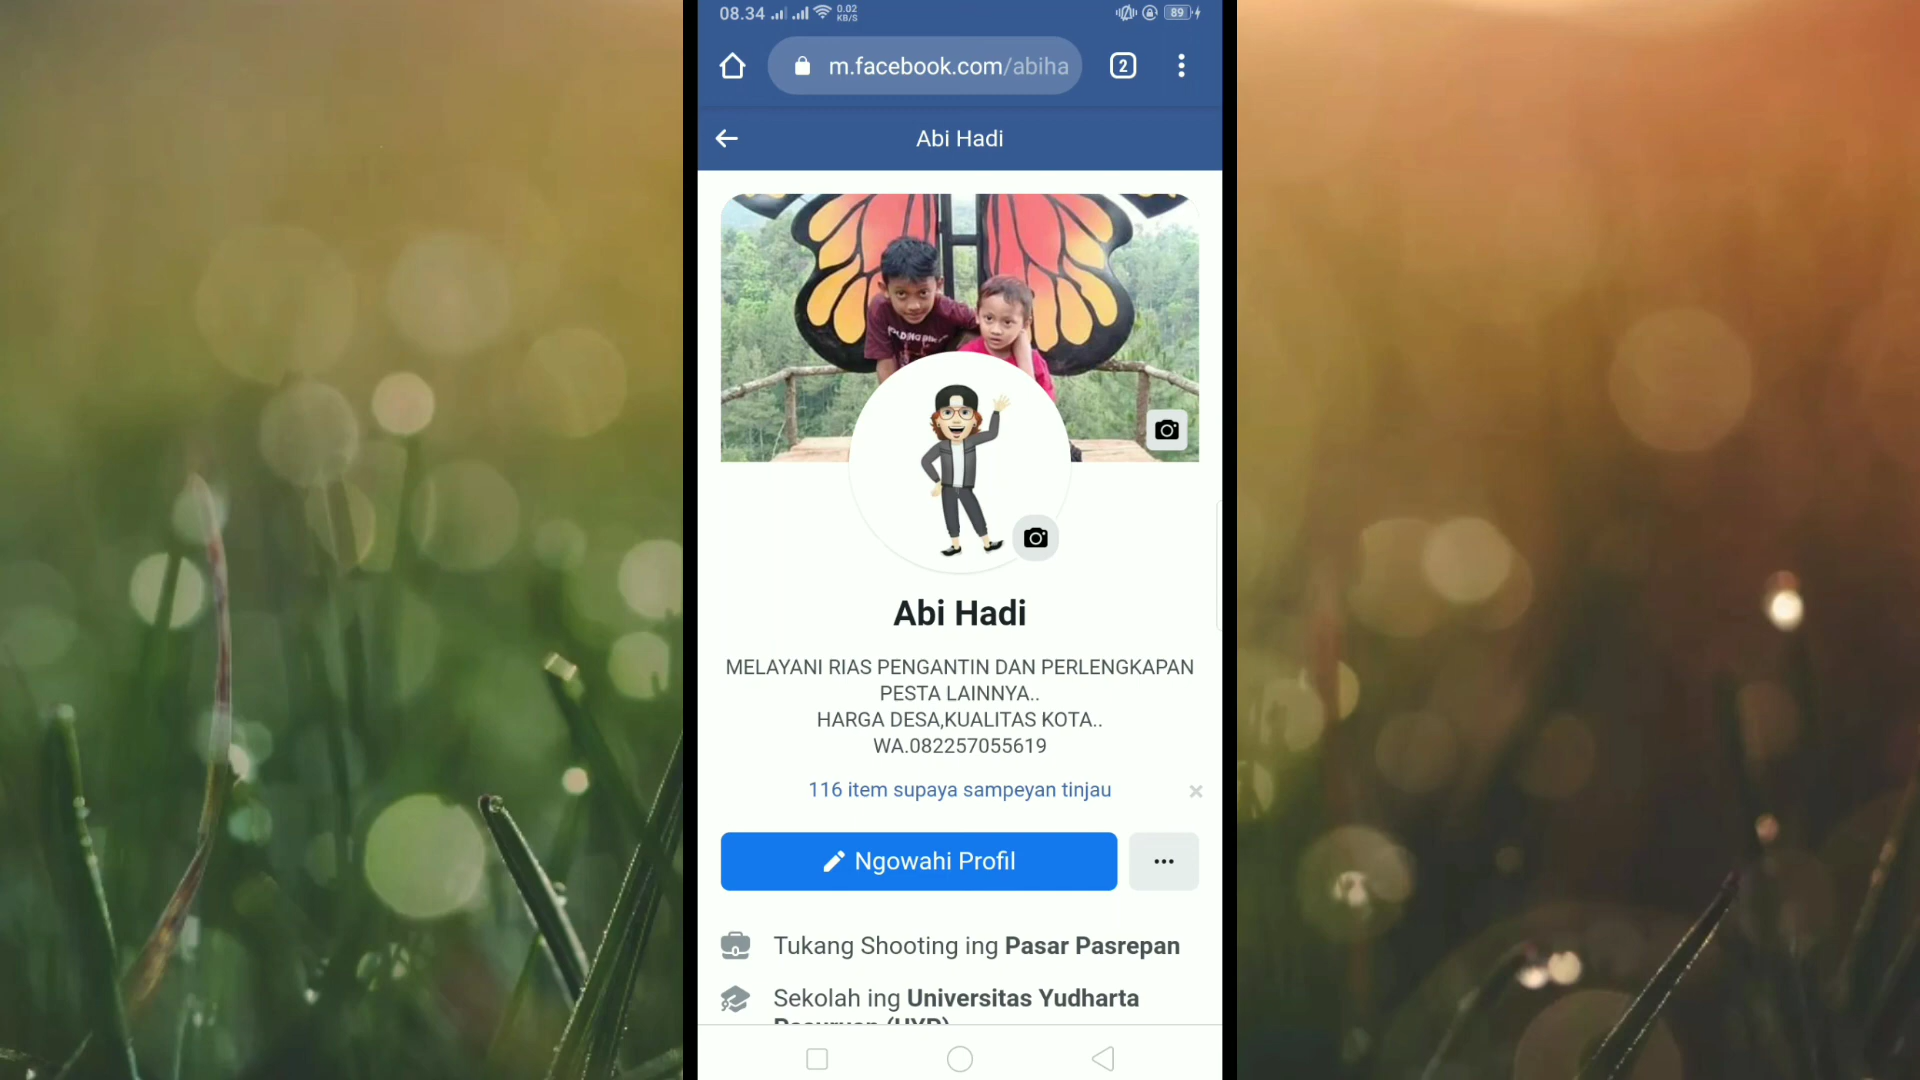 08.34 0.02 KB/S 89
m.facebook.com/abiha 2
Abi Hadi
Abi Hadi
MELAYANI RIAS PENGANTIN DAN PERLENGKAPAN
PESTA LAINNYA..
HARGA DESA,KUALITAS KOTA..
WA.082257055619
116 item supaya sampeyan tinjau
Ngowahi Profil
Tukang Shooting ing Pasar Pasrepan
Sekolah ing Universitas Yudharta